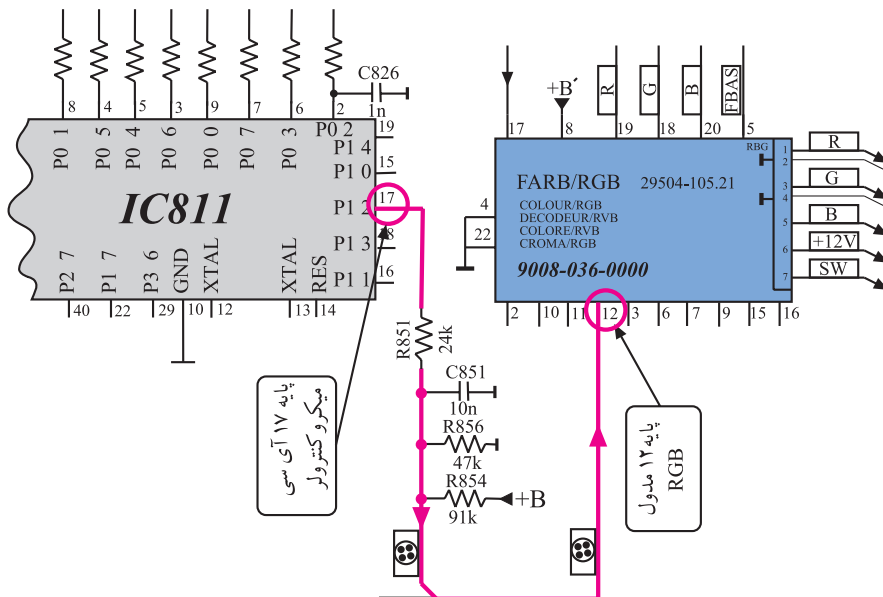 C826
1n
8
4
5
3
9
7
6
2
P0 1
P0 5
P0 4
P0 6
P0 0
P0 7
P0 3
P0 2
19
P1 4
15
P1 0
17
P1 2
18
P1 3
16
P1 1
IC811
P2 7
P1 7
P3 6
GND
XTAL
XTAL
RES
40
22
29
10
12
13
14
R851
24k
C851
10n
R856
47k
R854
91k
+B
پایه ۱۷ آی سی
میکرو کنترولر
+B´
R
G
B
FBAS
17
8
19
18
20
5
4
22
FARB/RGB 29504-105.21
COLOUR/RGB
DECODEUR/RVB
COLORE/RVB
CROMA/RGB
9008-036-0000
RBG
1
2
3
4
5
6
7
R
G
B
+12V
SW
2
10
11
12
3
6
7
9
15
16
پایه ۱۲ مدول
RGB